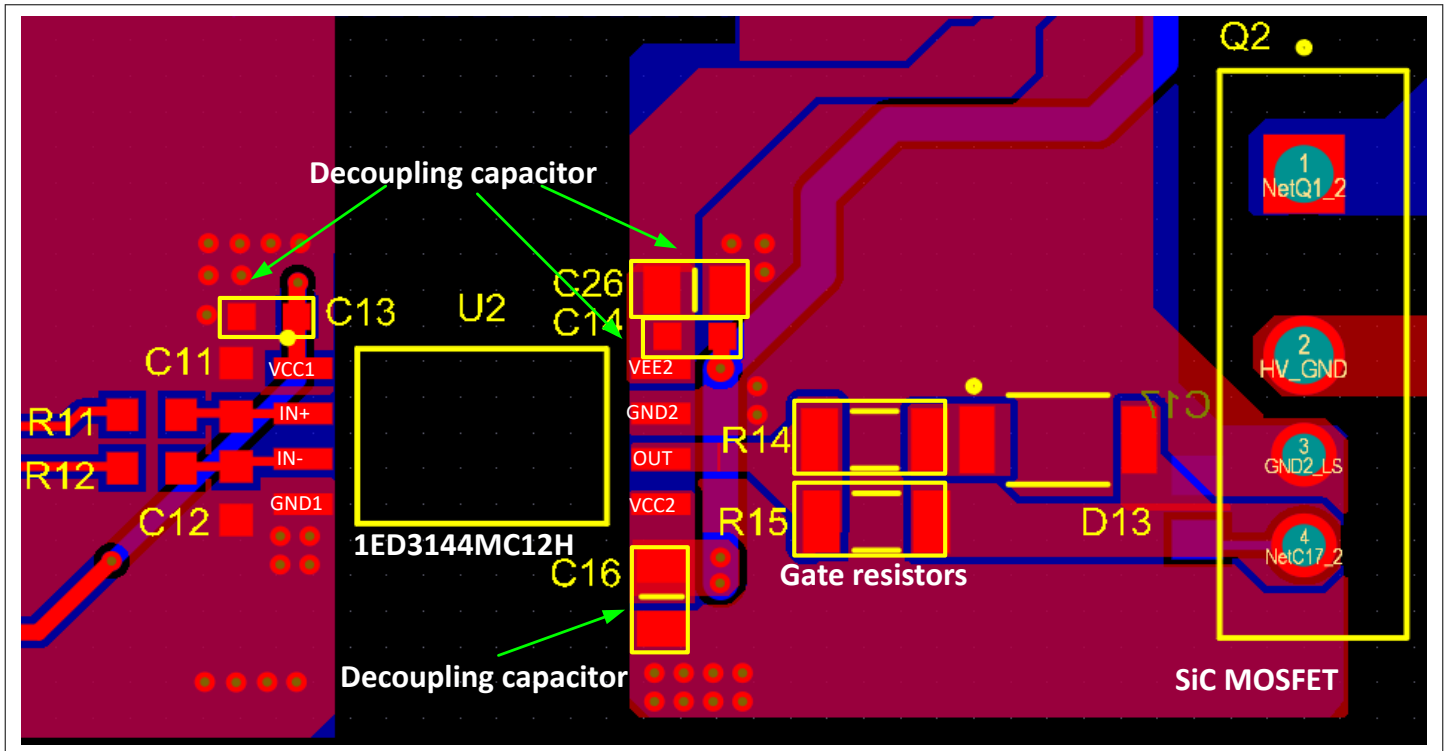 Q2
1
NetQ1_2
Decoupling capacitor
C26
C13
U2
C14
C11
VCC1
VEE2
2
HV_GND
R11
IN+
GND2
C17
R14
R12
IN-
OUT
3
GND2_LS
GND1
VCC2
C12
R15
D13
4
NetC17_2
1ED3144MC12H
C16
Gate resistors
Decoupling capacitor
SiC MOSFET